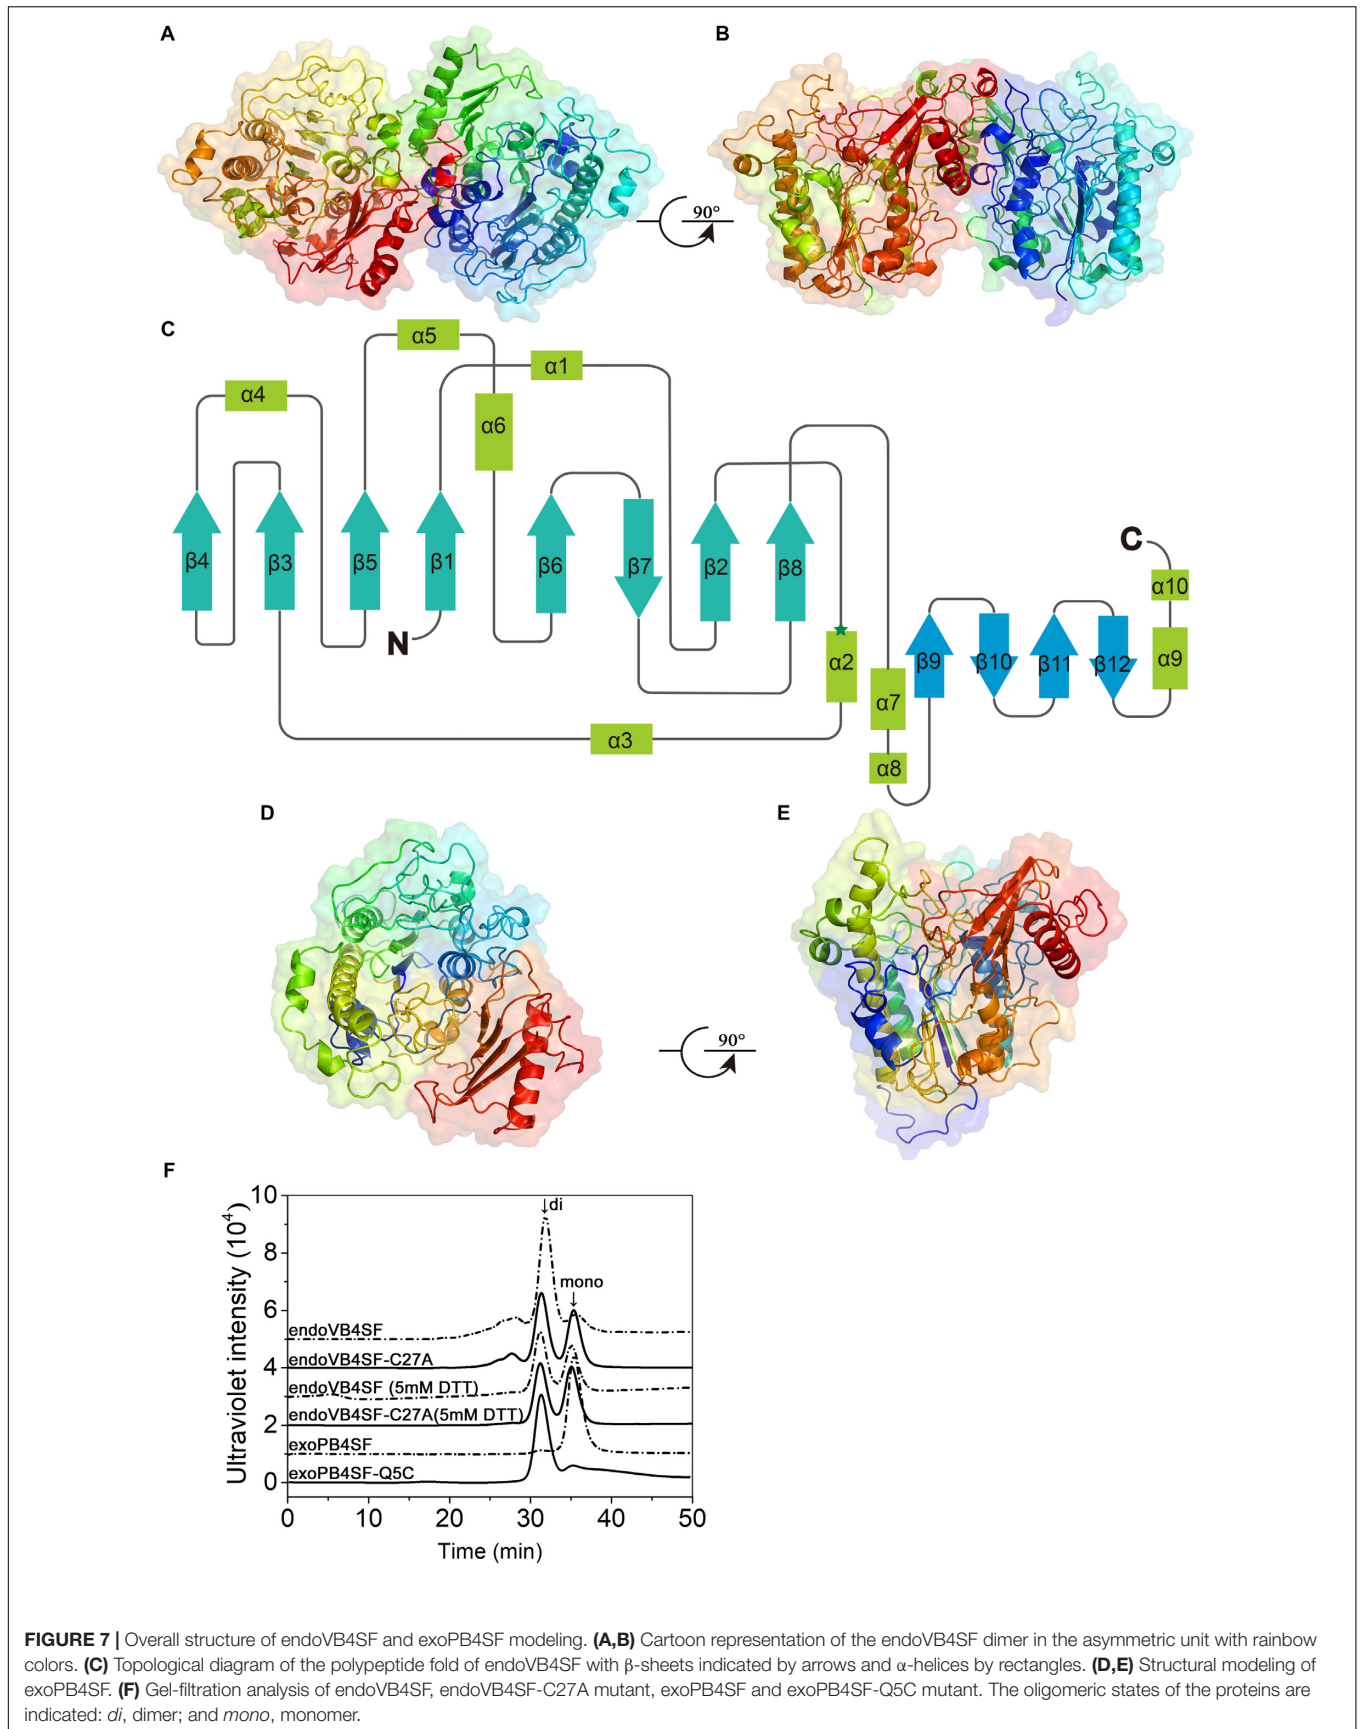 A
B
90°
C
α5
α1
α4
α6
β4
β3
β5
β1
β6
β7
β2
β8
C
α10
N
α2
β9
β10
β11
β12
α9
α7
α3
α8
D
E
90°
F
Ultraviolet intensity (10⁴)
10
8
6
4
2
0
di
mono
endoVB4SF
endoVB4SF-C27A
endoVB4SF (5mM DTT)
endoVB4SF-C27A(5mM DTT)
exoPB4SF
exoPB4SF-Q5C
0 10 20 30 40 50
Time (min)
FIGURE 7 | Overall structure of endoVB4SF and exoPB4SF modeling. (A,B) Cartoon representation of the endoVB4SF dimer in the asymmetric unit with rainbow
colors. (C) Topological diagram of the polypeptide fold of endoVB4SF with β-sheets indicated by arrows and α-helices by rectangles. (D,E) Structural modeling of
exoPB4SF. (F) Gel-filtration analysis of endoVB4SF, endoVB4SF-C27A mutant, exoPB4SF and exoPB4SF-Q5C mutant. The oligomeric states of the proteins are
indicated: di, dimer; and mono, monomer.